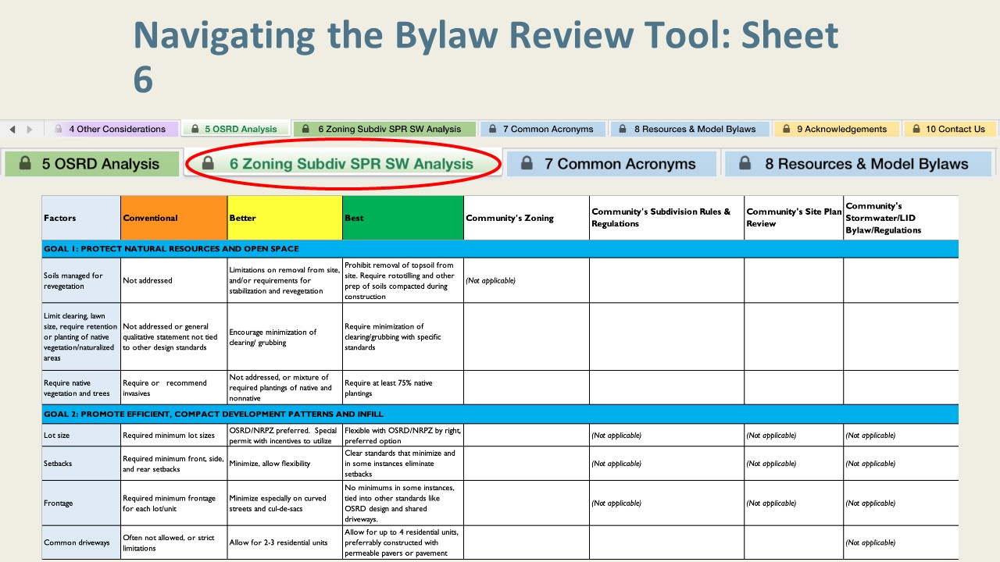 Navigating the Bylaw Review Tool: Sheet
6
4 Other Considerations
5 OSRD Analysis
6 Zoning Subdiv SPR SW Analysis
7 Common Acronyms
8 Resources & Model Bylaws
9 Acknowledgements
10 Contact Us
5 OSRD Analysis
6 Zoning Subdiv SPR SW Analysis
7 Common Acronyms
8 Resources & Model Bylaws
Factors
Conventional
Better
Best
Community's Zoning
Community's Subdivision Rules &
Regulations
Community's Site Plan
Review
Community's
Stormwater/LID
Bylaw/Regulations
GOAL 1: PROTECT NATURAL RESOURCES AND OPEN SPACE
Soils managed for
revegetation
Not addressed
Limitations on removal from site,
and/or requirements for
stabilization and revegetation
Prohibit removal of topsoil from
site. Require rototilling and other
prep of soils compacted during
construction
(Not applicable)
Limit clearing, lawn
size, require retention
or planting of native
vegetation/naturalized
areas
Not addressed or general
qualitative statement not tied
to other design standards
Encourage minimization of
clearing/ grubbing
Require minimization of
clearing/grubbing with specific
standards
Require native
vegetation and trees
Require or recommend
invasives
Not addressed, or mixture of
required plantings of native and
nonnative
Require at least 75% native
plantings
GOAL 2: PROMOTE EFFICIENT, COMPACT DEVELOPMENT PATTERNS AND INFILL
Lot size
Required minimum lot sizes
OSRD/NRPZ preferred. Special
permit with incentives to utilize
Flexible with OSRD/NRPZ by right,
preferred option
(Not applicable)
(Not applicable)
(Not applicable)
Setbacks
Required minimum front, side,
and rear setbacks
Minimize, allow flexibility
Clear standards that minimize and
in some instances eliminate
setbacks
(Not applicable)
(Not applicable)
(Not applicable)
Frontage
Required minimum frontage
for each lot/unit
Minimize especially on curved
streets and cul-de-sacs
No minimums in some instances,
tied into other standards like
OSRD design and shared
driveways.
(Not applicable)
(Not applicable)
(Not applicable)
Common driveways
Often not allowed, or strict
limitations
Allow for 2-3 residential units
Allow for up to 4 residential units,
preferrably constructed with
permeable pavers or pavement
(Not applicable)